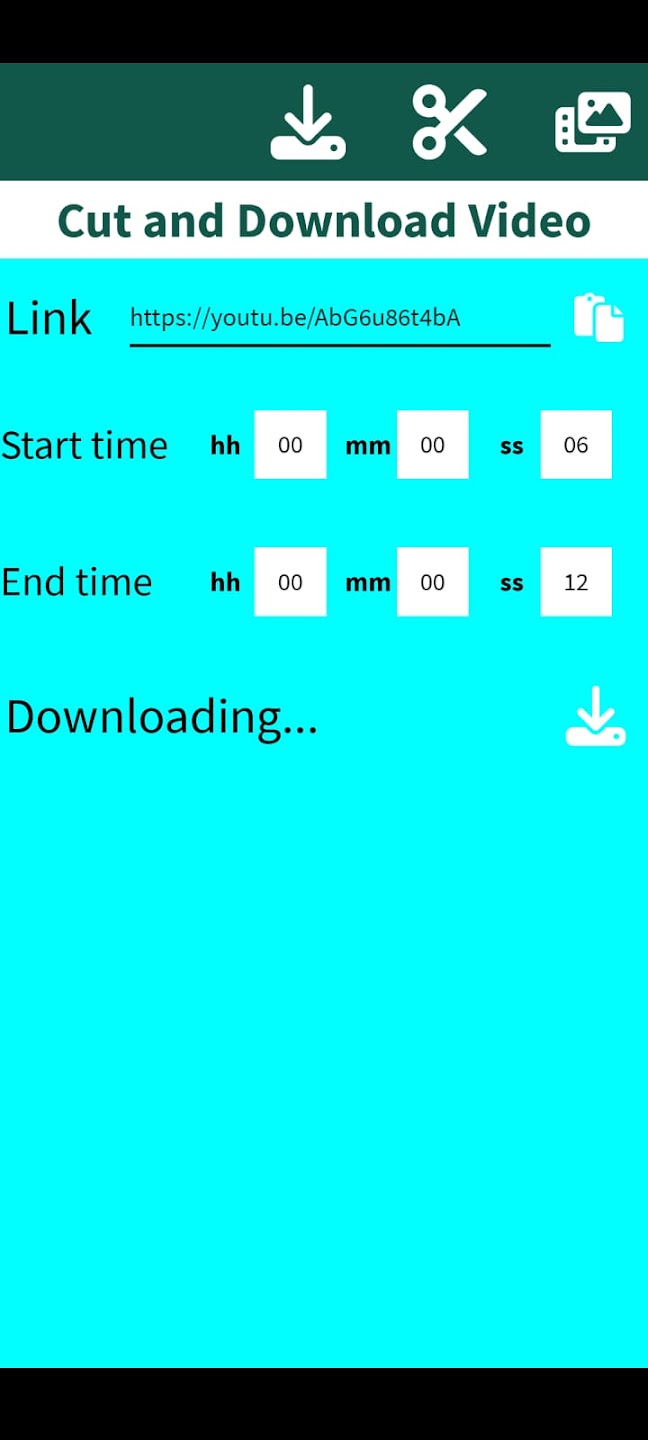 Cut and Download Video
Link https://youtu.be/AbG6u86t4bA
Start time hh 00 mm 00 ss 06
End time hh 00 mm 00 ss 12
Downloading...